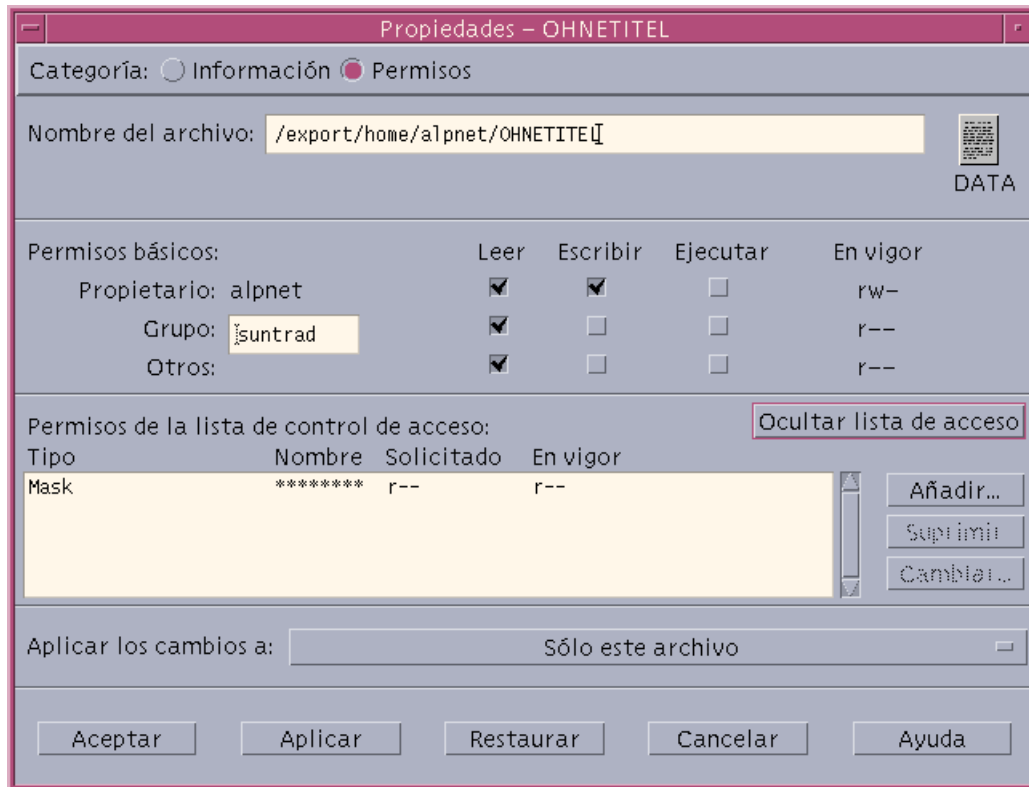 Propiedades – OHNETITEL
Categoría: Información Permisos
Nombre del archivo: /export/home/alpnet/OHNETITEL
DATA
Permisos básicos: Leer Escribir Ejecutar En vigor
Propietario: alpnet rw-
Grupo: suntrad r--
Otros: r--
Ocultar lista de acceso
Permisos de la lista de control de acceso:
Tipo Nombre Solicitado En vigor
Mask ******** r-- r--
Añadir...
Suprimir
Cambiar...
Aplicar los cambios a: Sólo este archivo
Aceptar Aplicar Restaurar Cancelar Ayuda